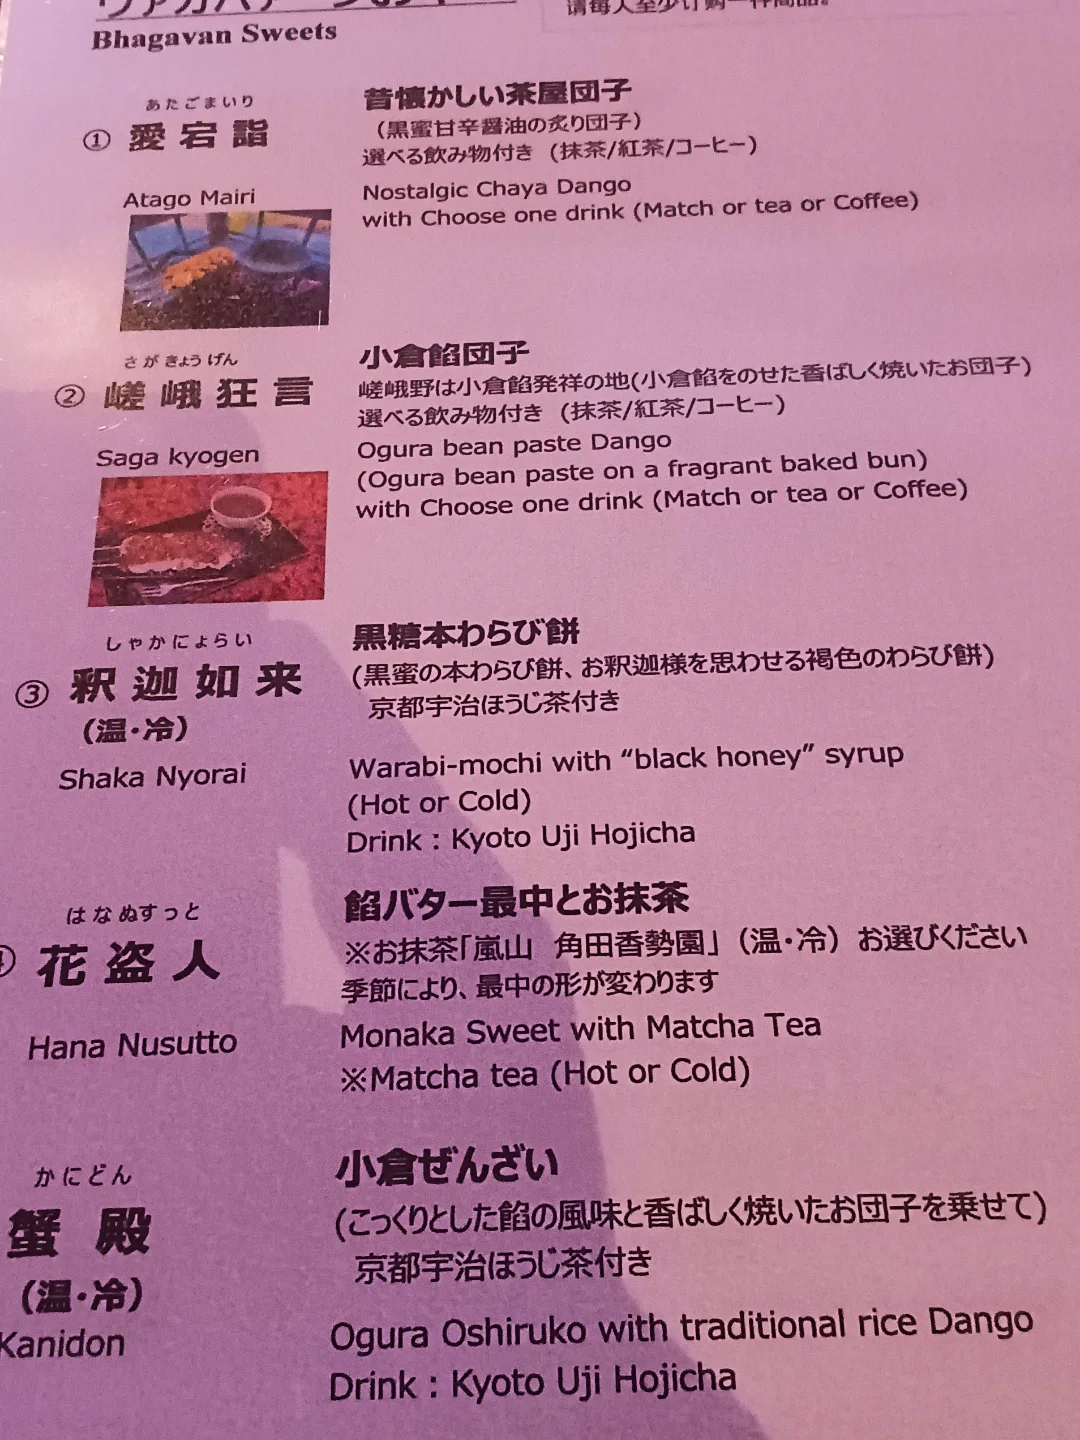 Bhagavan Sweets
あたごまいり
① 愛宕詣
Atago Mairi
昔懐かしい茶屋団子
（黒蜜甘辛醤油の炙り団子）
選べる飲み物付き （抹茶/紅茶/コーヒー）
Nostalgic Chaya Dango
with Choose one drink (Match or tea or Coffee)
さがきょうげん
② 嵯峨狂言
Saga kyogen
小倉餡団子
嵯峨野は小倉餡発祥の地(小倉餡をのせた香ばしく焼いたお団子)
選べる飲み物付き （抹茶/紅茶/コーヒー）
Ogura bean paste Dango
(Ogura bean paste on a fragrant baked bun)
with Choose one drink (Match or tea or Coffee)
しゃかにょらい
③ 釈迦如来
（温・冷）
Shaka Nyorai
黒糖本わらび餅
(黒蜜の本わらび餅、お釈迦様を思わせる褐色のわらび餅)
京都宇治ほうじ茶付き
Warabi-mochi with “black honey” syrup
(Hot or Cold)
Drink : Kyoto Uji Hojicha
はなぬすっと
花盗人
Hana Nusutto
餡バター最中とお抹茶
※お抹茶「嵐山 角田香勢園」（温・冷）お選びください
季節により、最中の形が変わります
Monaka Sweet with Matcha Tea
※Matcha tea (Hot or Cold)
かにどん
蟹殿
（温・冷）
Kanidon
小倉ぜんざい
(こっくりとした餡の風味と香ばしく焼いたお団子を乗せて)
京都宇治ほうじ茶付き
Ogura Oshiruko with traditional rice Dango
Drink : Kyoto Uji Hojicha